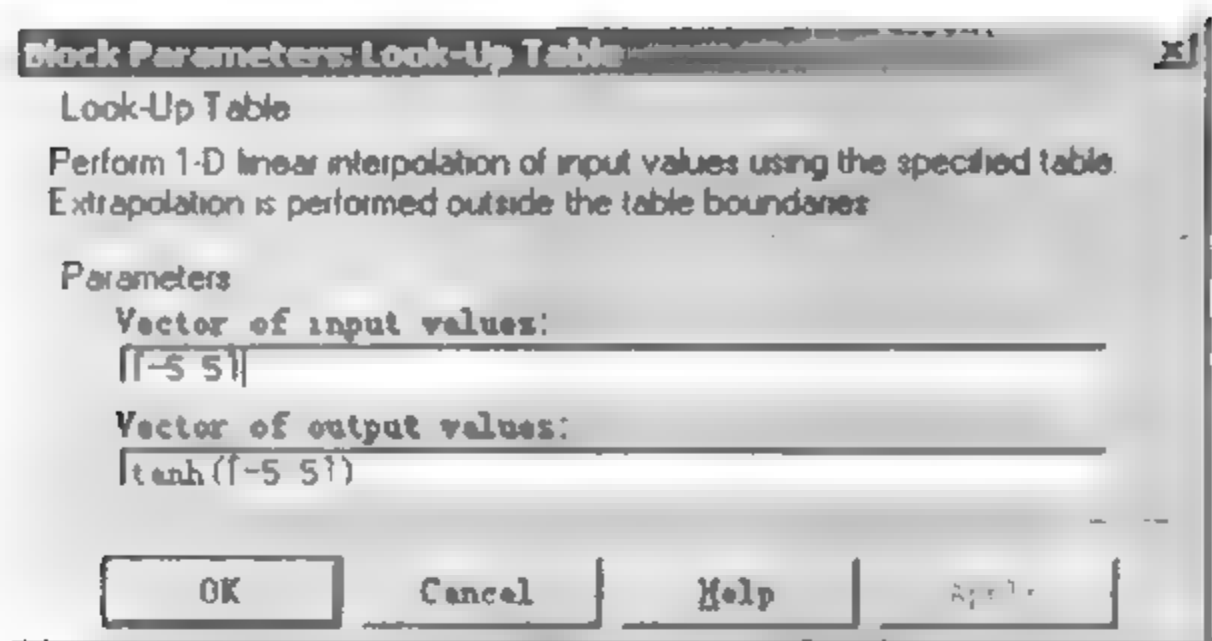 Block Parameters: Look-Up Table
Look-Up Table
Perform 1-D linear interpolation of input values using the specified table.
Extrapolation is performed outside the table boundaries
Parameters
Vector of input values:
[-5 5]
Vector of output values:
tanh([-5 5])
OK
Cancel
Help
Apply